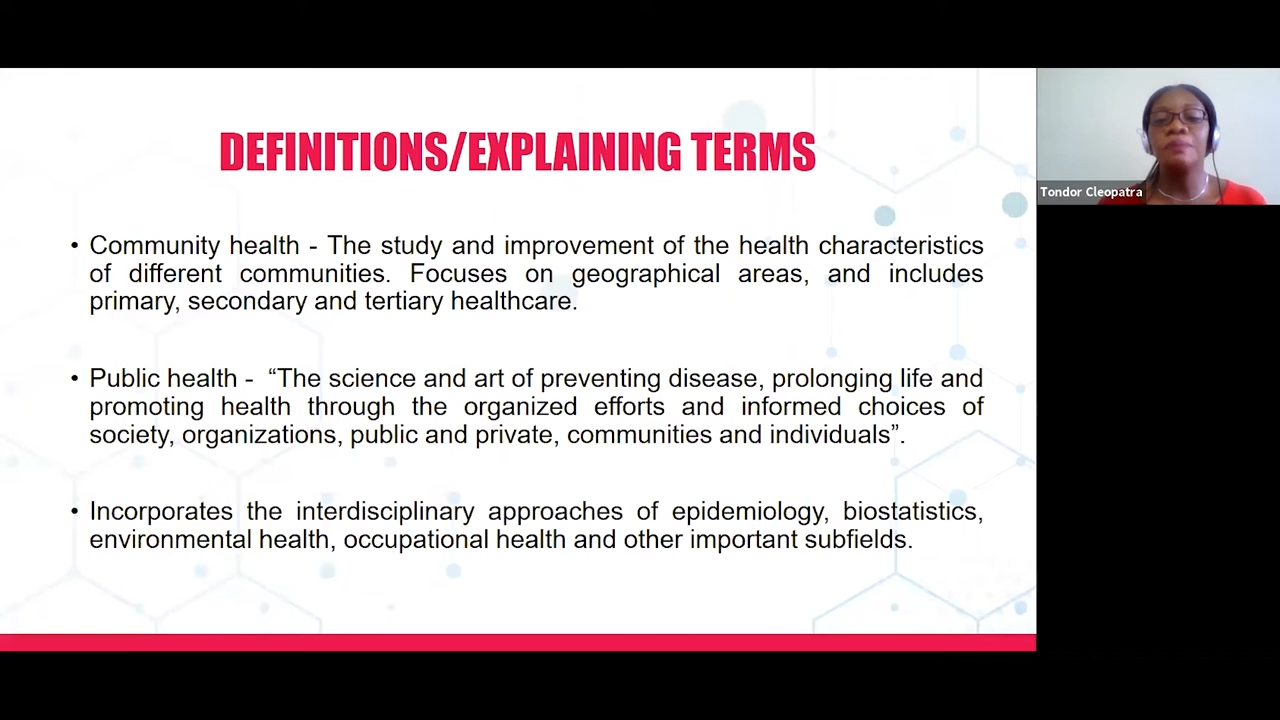 DEFINITIONS/EXPLAINING TERMS
• Community health - The study and improvement of the health characteristics
of different communities. Focuses on geographical areas, and includes
primary, secondary and tertiary healthcare.
• Public health - “The science and art of preventing disease, prolonging life and
promoting health through the organized efforts and informed choices of
society, organizations, public and private, communities and individuals”.
• Incorporates the interdisciplinary approaches of epidemiology, biostatistics,
environmental health, occupational health and other important subfields.
Tondor Cleopatra